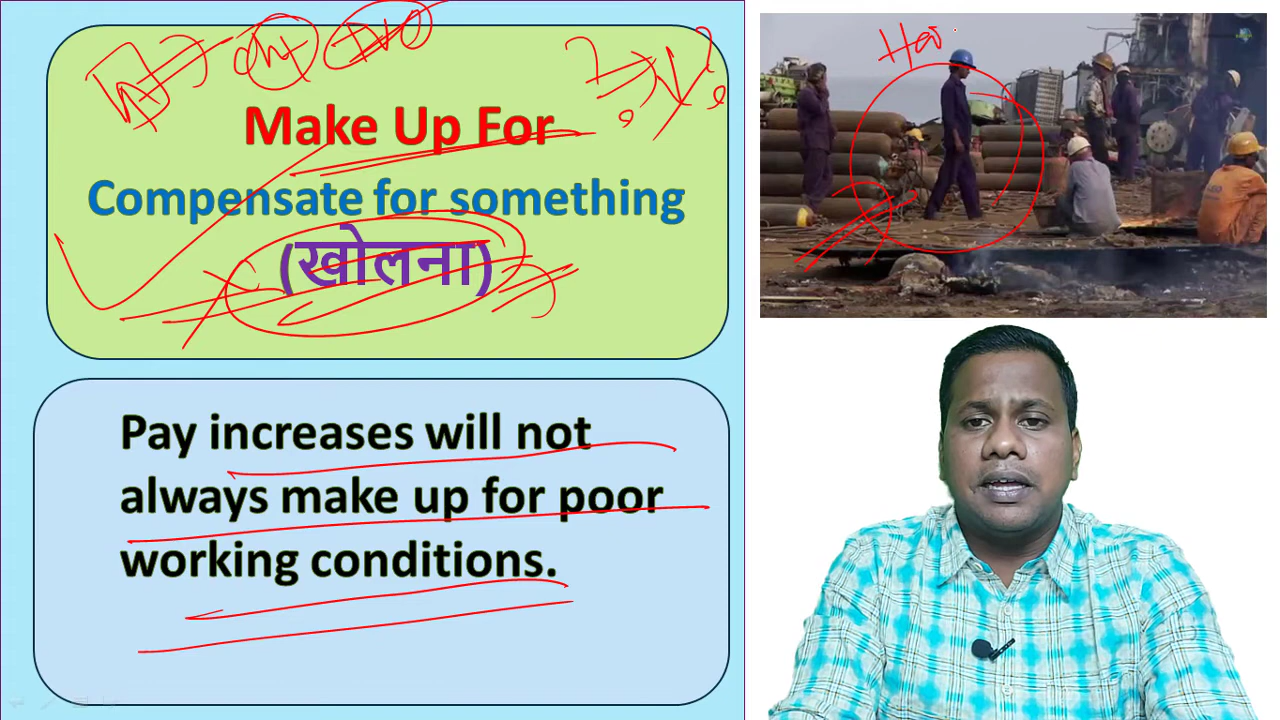 Make Up For
Compensate for something
(खोलना)
Pay increases will not
always make up for poor
working conditions.